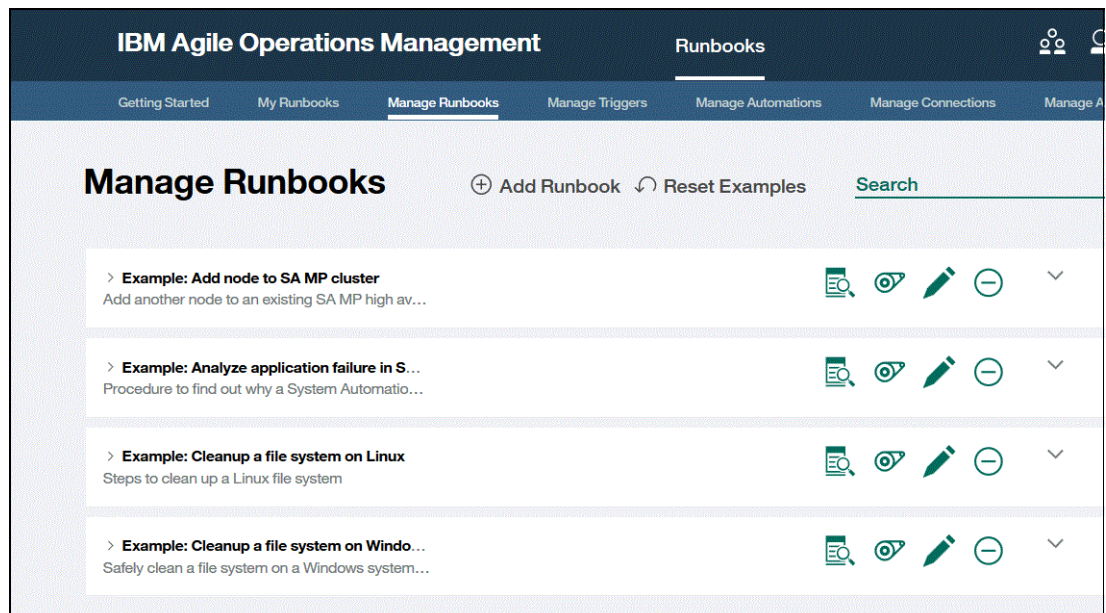 IBM Agile Operations Management Runbooks
Getting Started My Runbooks Manage Runbooks Manage Triggers Manage Automations Manage Connections Manage A
Manage Runbooks Add Runbook Reset Examples Search
Example: Add node to SA MP cluster
Add another node to an existing SA MP high av...
Example: Analyze application failure in S...
Procedure to find out why a System Automatio...
Example: Cleanup a file system on Linux
Steps to clean up a Linux file system
Example: Cleanup a file system on Windo...
Safely clean a file system on a Windows system...